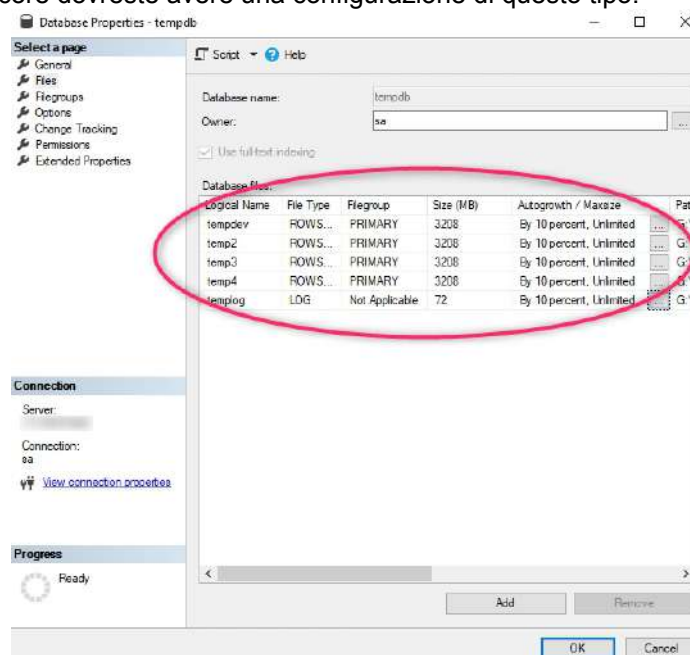 dovreste avere una configurazione di questo tipo:
Database Properties - tempdb
Select a page
General
Files
Filegroups
Options
Change Tracking
Permissions
Extended Properties
Script
Help
Database name: tempdb
Owner: sa ...
Use full-text indexing
Database files:
Logical Name File Type Filegroup Size (MB) Autogrowth / Maxsize Pat
tempdev ROWS... PRIMARY 3208 By 10 percent, Unlimited ... G:\
temp2 ROWS... PRIMARY 3208 By 10 percent, Unlimited ... G:\
temp3 ROWS... PRIMARY 3208 By 10 percent, Unlimited ... G:\
temp4 ROWS... PRIMARY 3208 By 10 percent, Unlimited ... G:\
templog LOG Not Applicable 72 By 10 percent, Unlimited ... G:\
Connection
Server:
Connection:
sa
View connection properties
Progress
Ready
Add Remove
OK Cancel